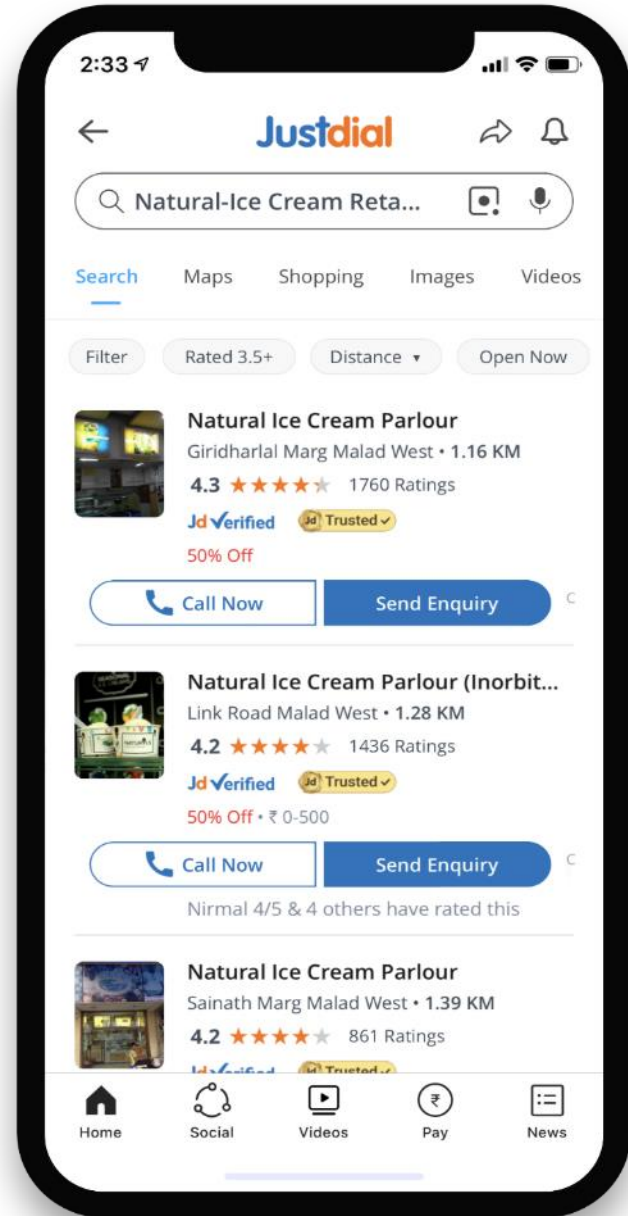 2:33
Justdial
Natural-Ice Cream Reta...
Search Maps Shopping Images Videos
Filter Rated 3.5+ Distance ▾ Open Now
Natural Ice Cream Parlour
Giridharlal Marg Malad West • 1.16 KM
4.3 ★★★★★ 1760 Ratings
Jd Verified Jd Trusted ✓
50% Off
Call Now Send Enquiry C
Natural Ice Cream Parlour (Inorbit...
Link Road Malad West • 1.28 KM
4.2 ★★★★★ 1436 Ratings
Jd Verified Jd Trusted ✓
50% Off • ₹ 0-500
Call Now Send Enquiry C
Nirmal 4/5 & 4 others have rated this
Natural Ice Cream Parlour
Sainath Marg Malad West • 1.39 KM
4.2 ★★★★★ 861 Ratings
Jd Verified Jd Trusted ✓
Home Social Videos Pay News